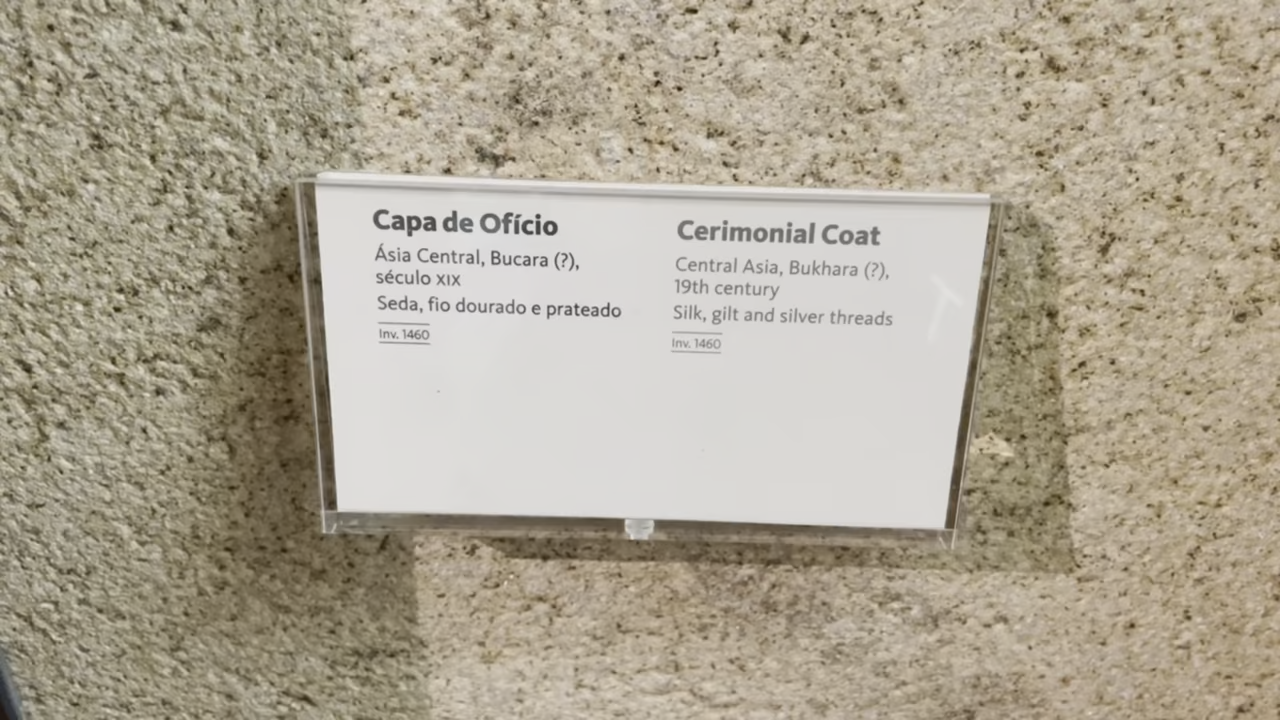 Capa de Ofício
Ásia Central, Bucara (?),
século XIX
Seda, fio dourado e prateado
Inv. 1460
Cerimonial Coat
Central Asia, Bukhara (?),
19th century
Silk, gilt and silver threads
Inv. 1460